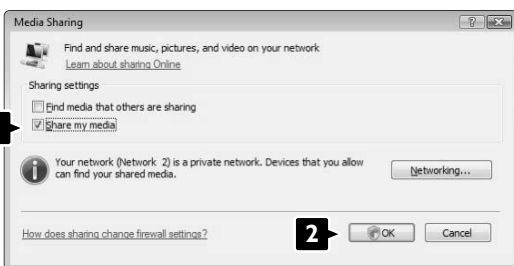 Media Sharing
Find and share music, pictures, and video on your network
Learn about sharing Online
Sharing settings
Find media that others are sharing
Share my media
Your network (Network 2) is a private network. Devices that you allow
can find your shared media.
Networking...
How does sharing change firewall settings?
2
OK
Cancel